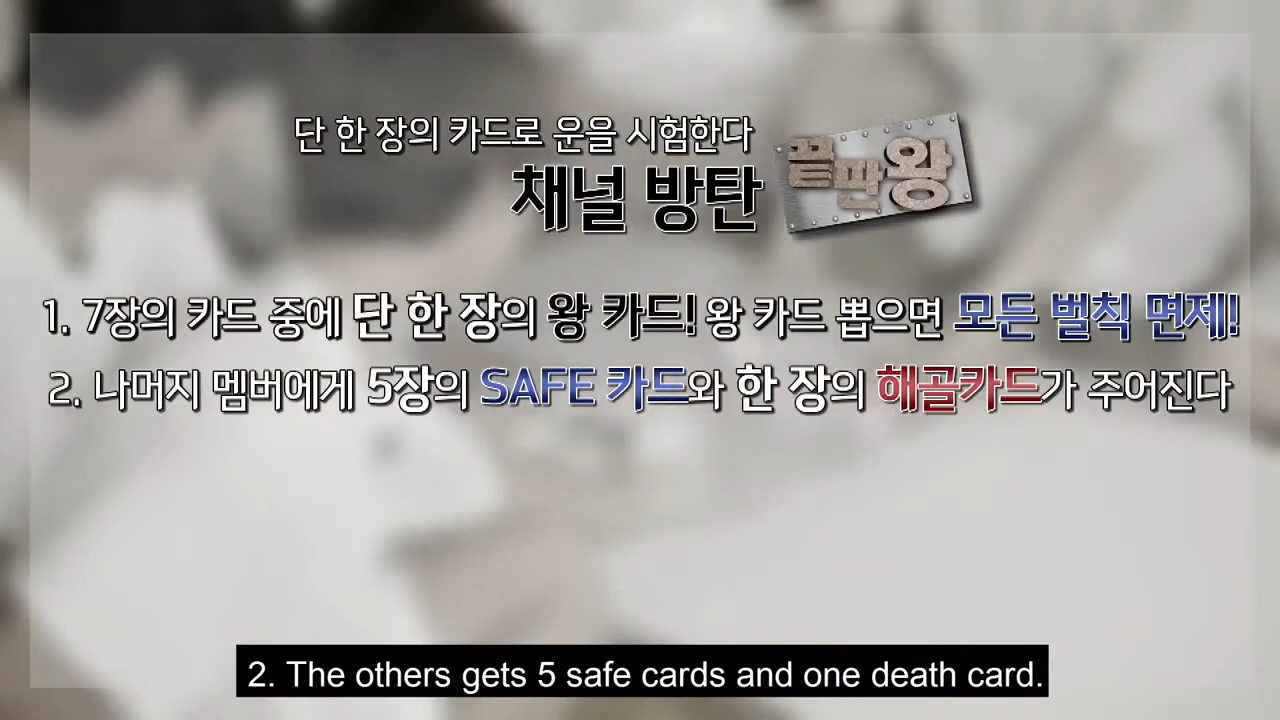 단 한 장의 카드로 운을 시험한다
채널 방탄 끝판왕
1. 7장의 카드 중에 단 한 장의 왕 카드! 왕 카드 뽑으면 모든 벌칙 면제!
2. 나머지 멤버에게 5장의 SAFE 카드와 한 장의 해골카드가 주어진다
2. The others gets 5 safe cards and one death card.